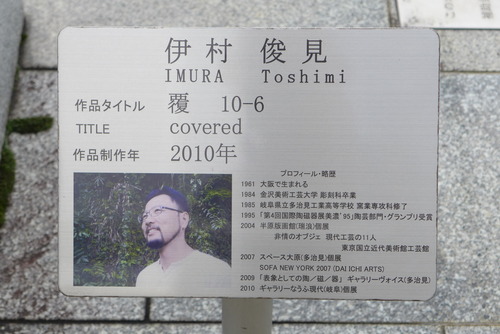 伊村 俊見
IMURA Toshimi
作品タイトル 覆 10-6
TITLE covered
作品制作年 2010年
プロフィール・略歴
1961 大阪で生まれる
1984 金沢美術工芸大学 彫刻科卒業
1985 岐阜県立多治見工業高等学校 窯業専攻科修了
1995 「第4回国際陶磁器展美濃'95」陶芸部門・グランプリ受賞
2004 半原版画館(瑞浪)個展
非情のオブジェ 現代工芸の11人
東京国立近代美術館工芸館
2007 スペース大原(多治見)個展
SOFA NEW YORK 2007 (DAI ICHI ARTS)
2009 「表象としての陶/磁/器」 ギャラリーヴォイス(多治見)
2010 ギャラリーなうふ現代(岐阜)個展